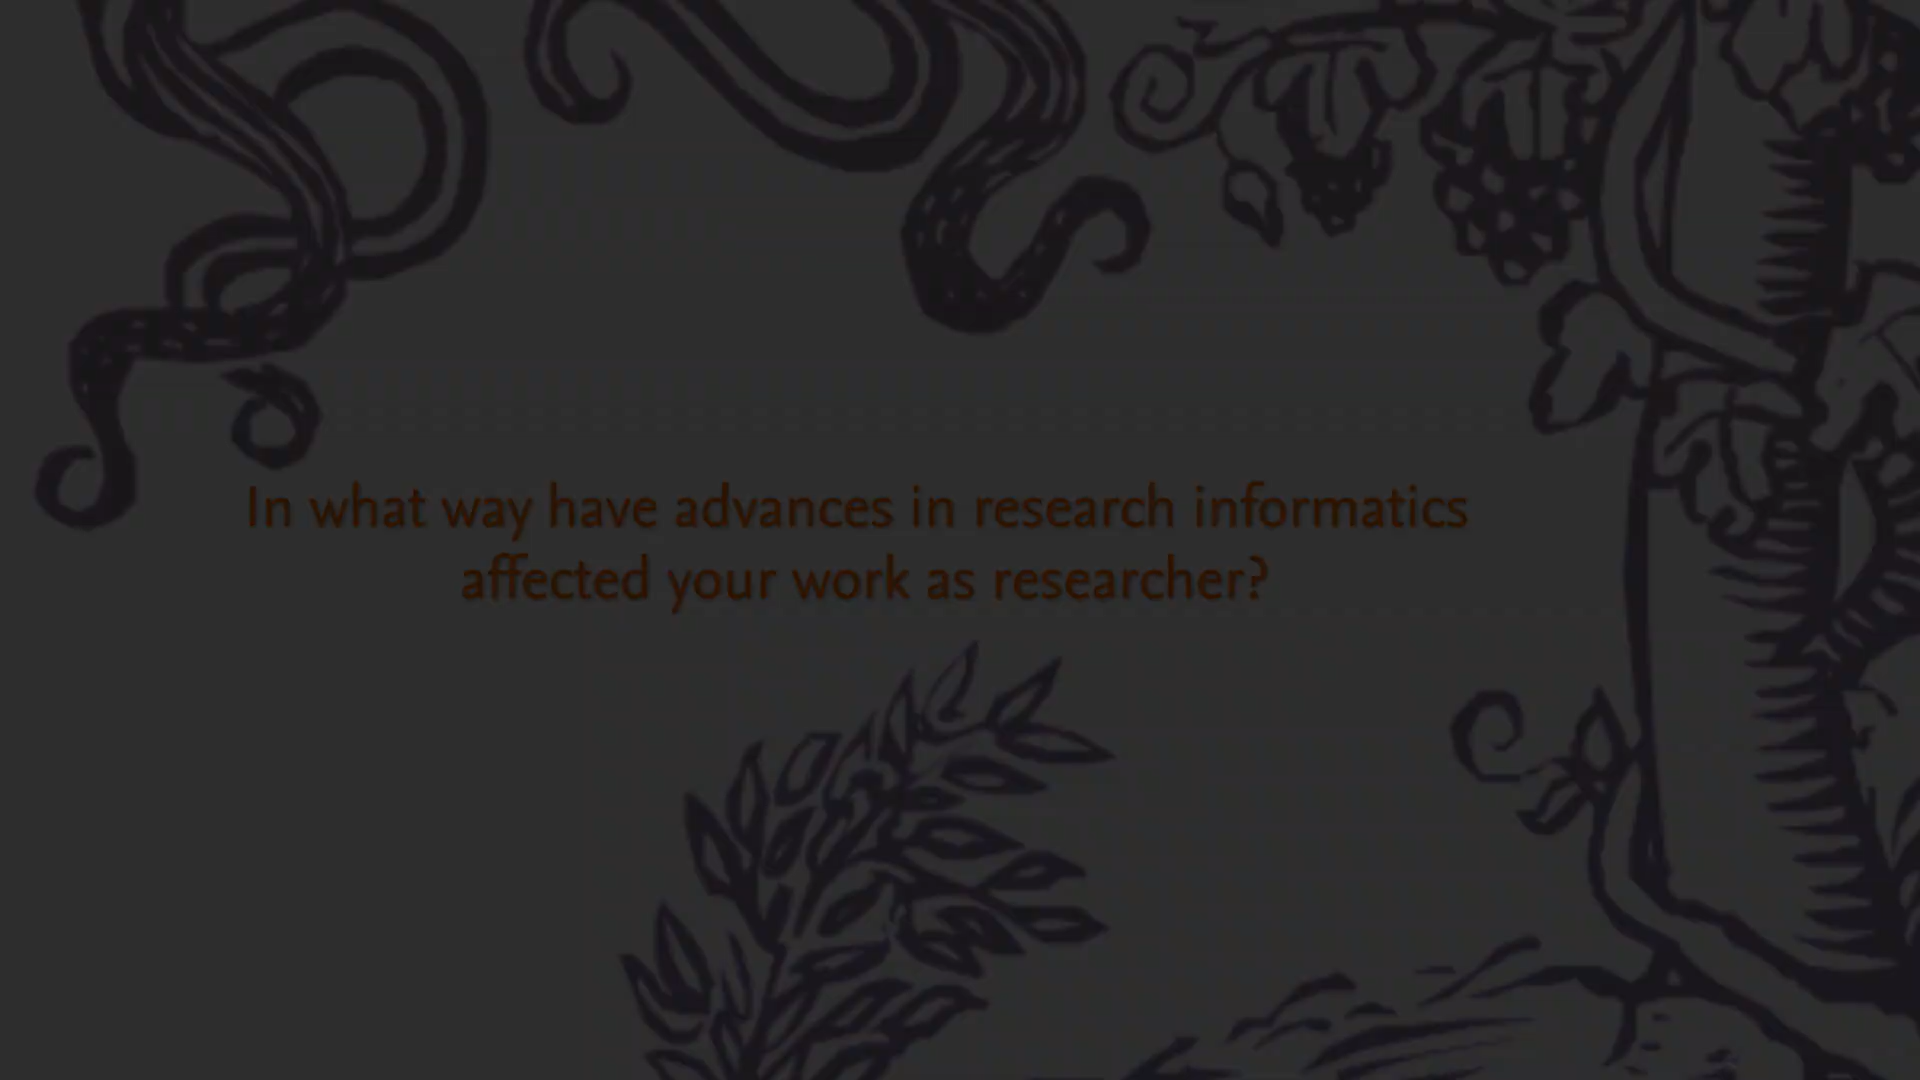 In what way have advances in research informatics
affected your work as researcher?